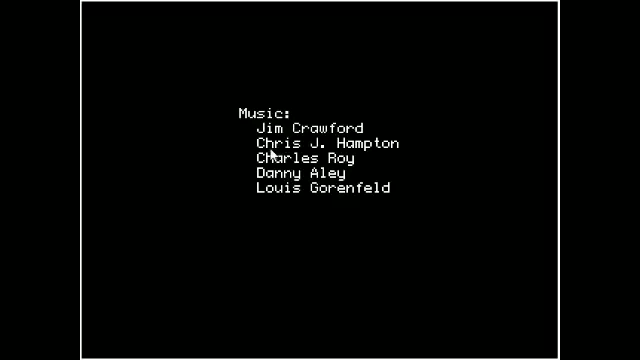 Music:
Jim Crawford
Chris J. Hampton
Charles Roy
Danny Aley
Louis Gorenfeld